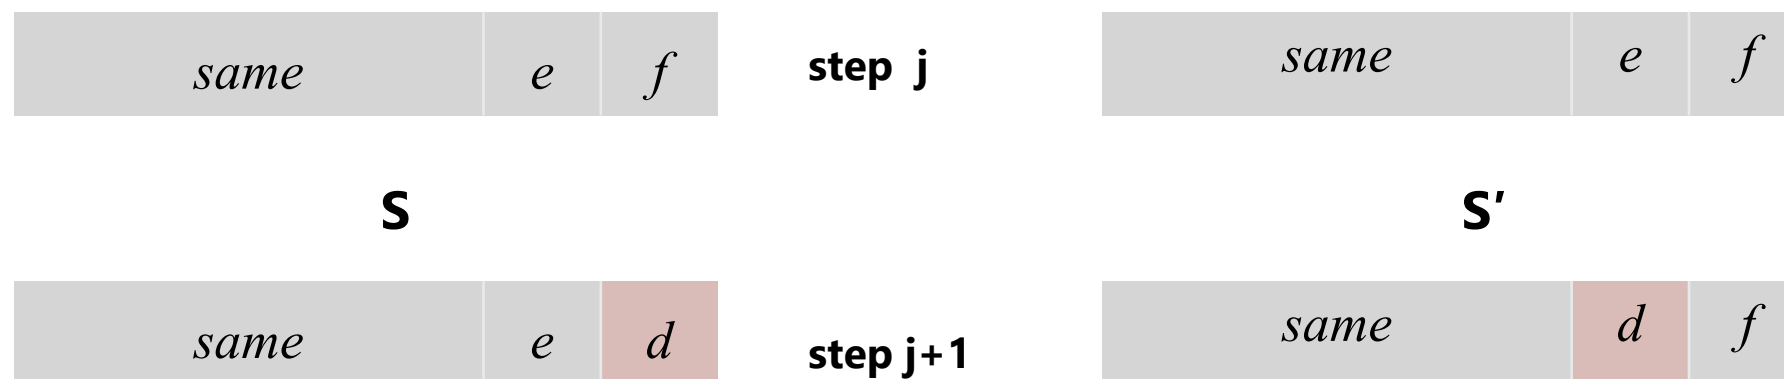 same e f step j same e f
S S′
same e d step j+1 same d f